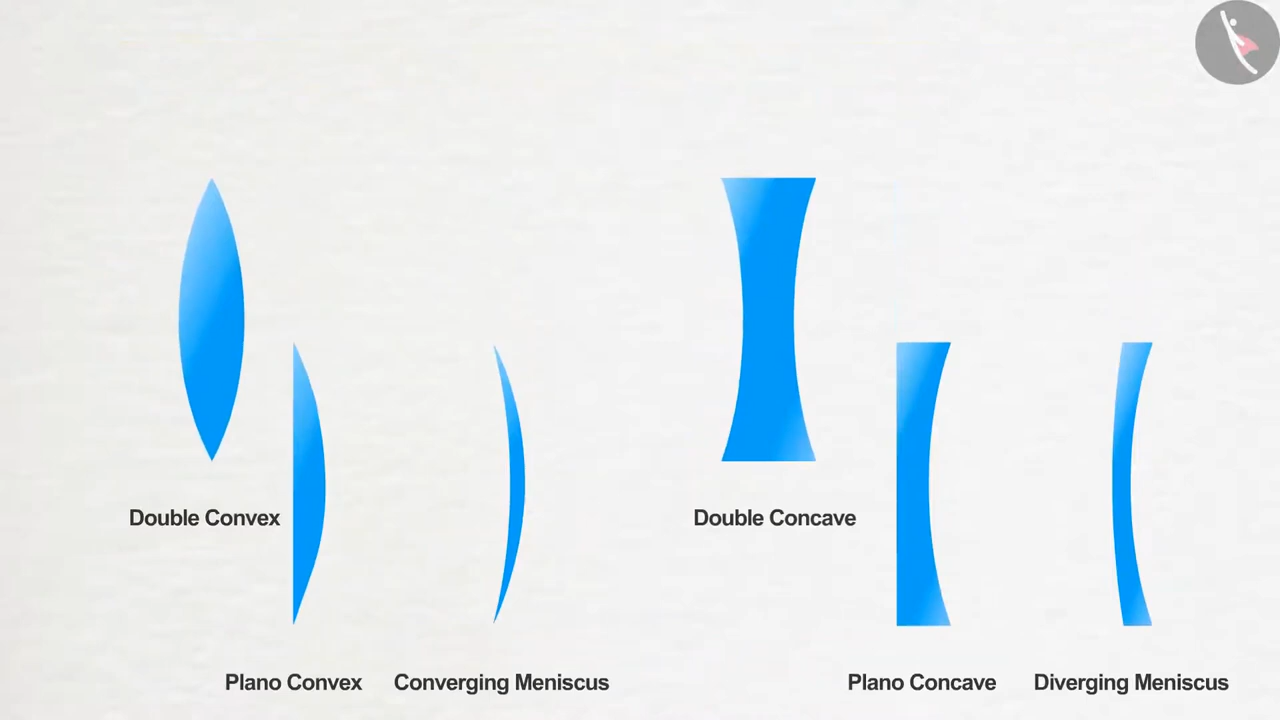 Double Convex
Double Concave
Plano Convex
Converging Meniscus
Plano Concave
Diverging Meniscus